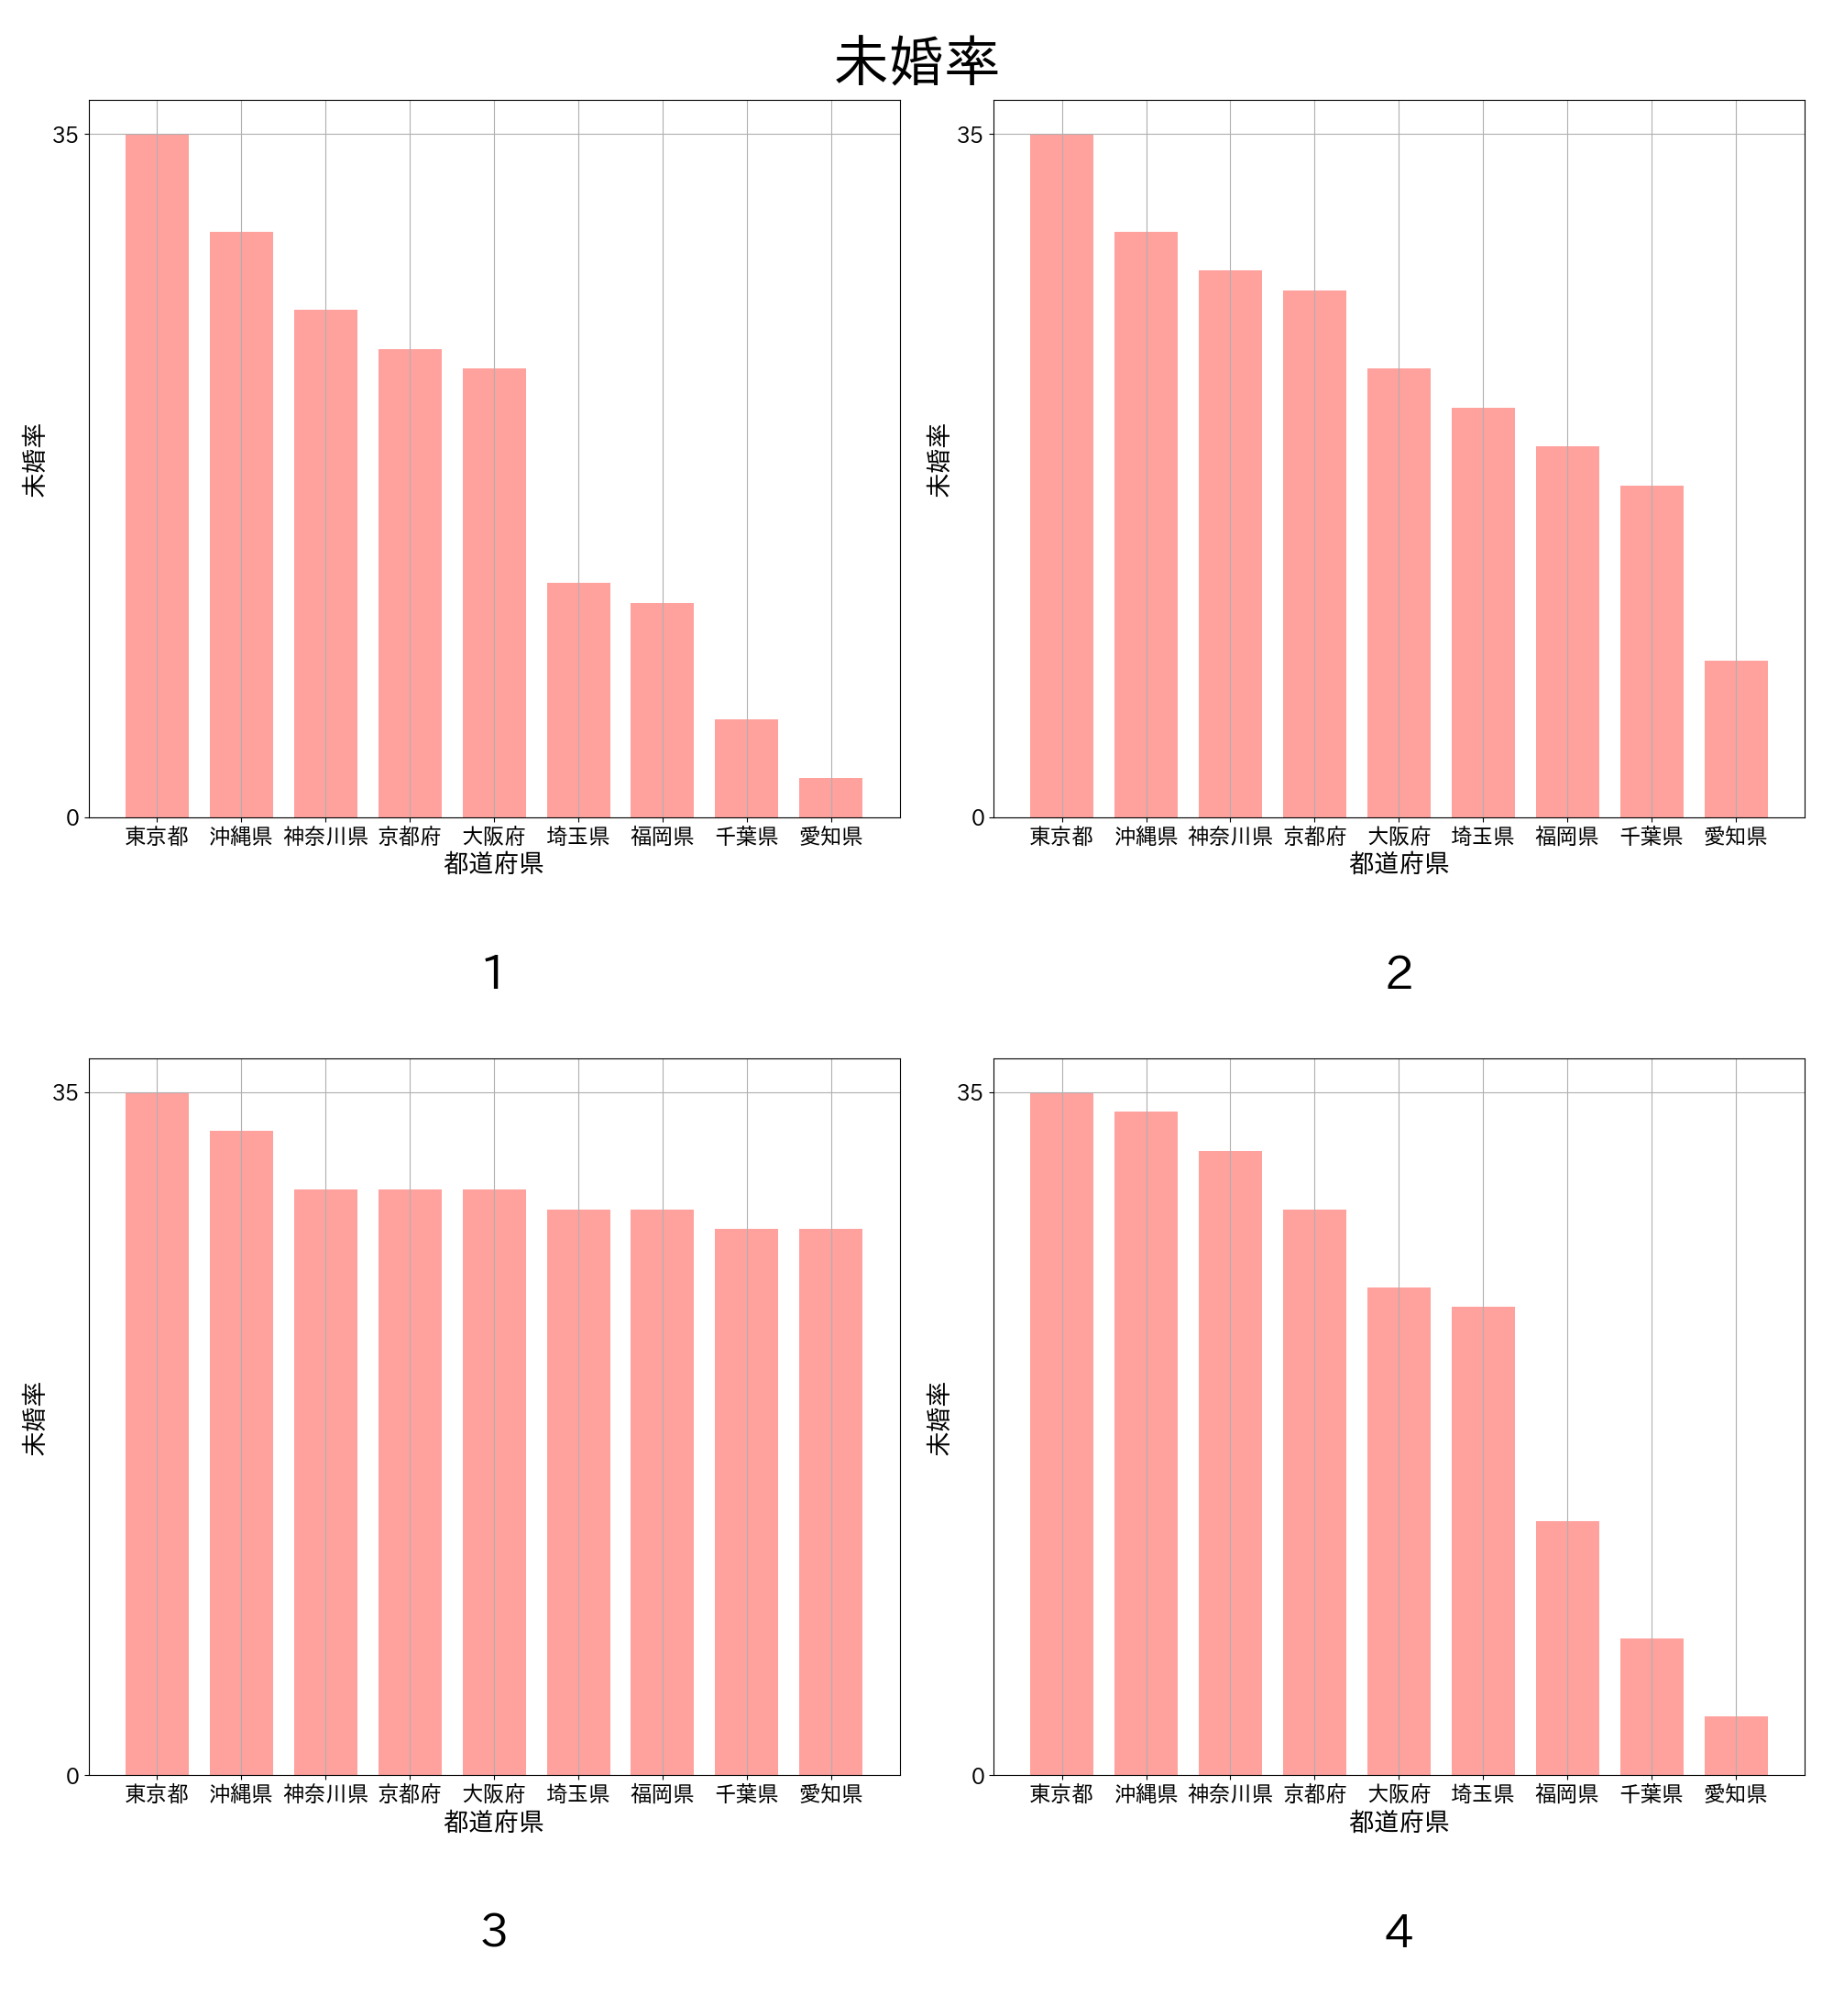 未婚率
35
0
未婚率
東京都 沖縄県 神奈川県 京都府 大阪府 埼玉県 福岡県 千葉県 愛知県
都道府県
1
35
0
未婚率
東京都 沖縄県 神奈川県 京都府 大阪府 埼玉県 福岡県 千葉県 愛知県
都道府県
2
35
0
未婚率
東京都 沖縄県 神奈川県 京都府 大阪府 埼玉県 福岡県 千葉県 愛知県
都道府県
3
35
0
未婚率
東京都 沖縄県 神奈川県 京都府 大阪府 埼玉県 福岡県 千葉県 愛知県
都道府県
4